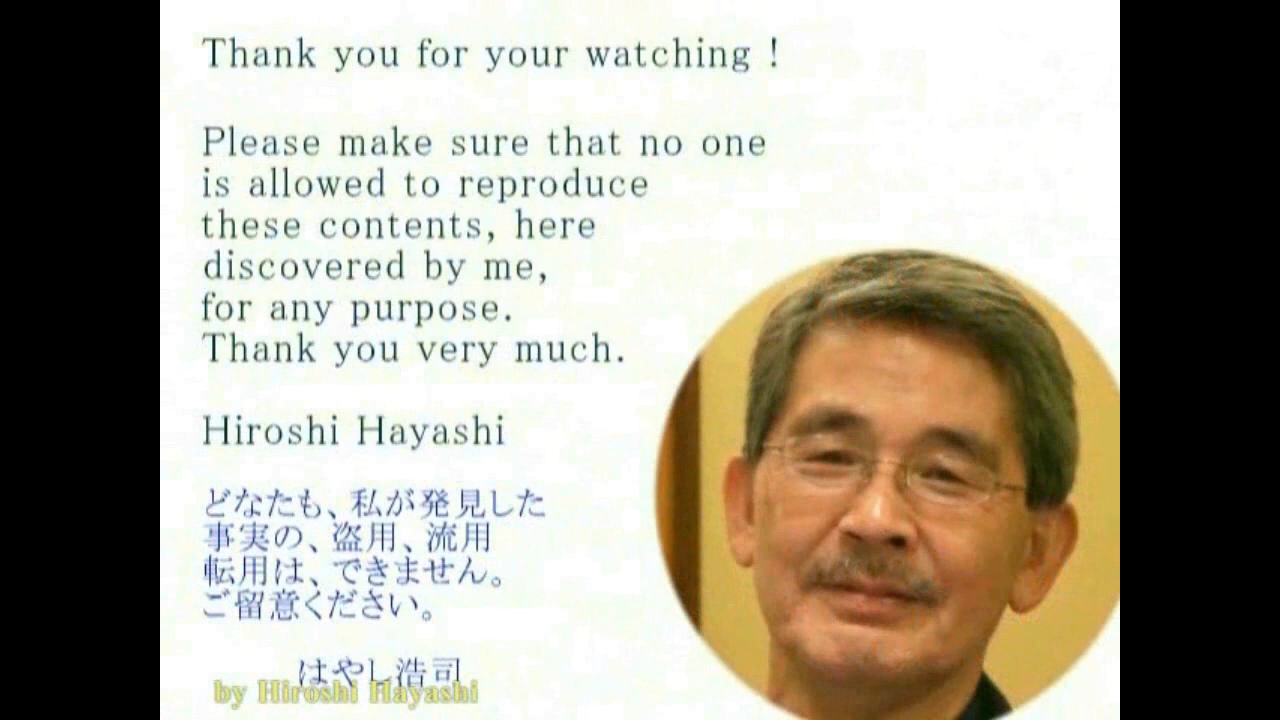 Thank you for your watching !
Please make sure that no one
is allowed to reproduce
these contents, here
discovered by me,
for any purpose.
Thank you very much.
Hiroshi Hayashi
どなたも、私が発見した
事実の、盗用、流用
転用は、できません。
ご留意ください。
はやし浩司
by Hiroshi Hayashi